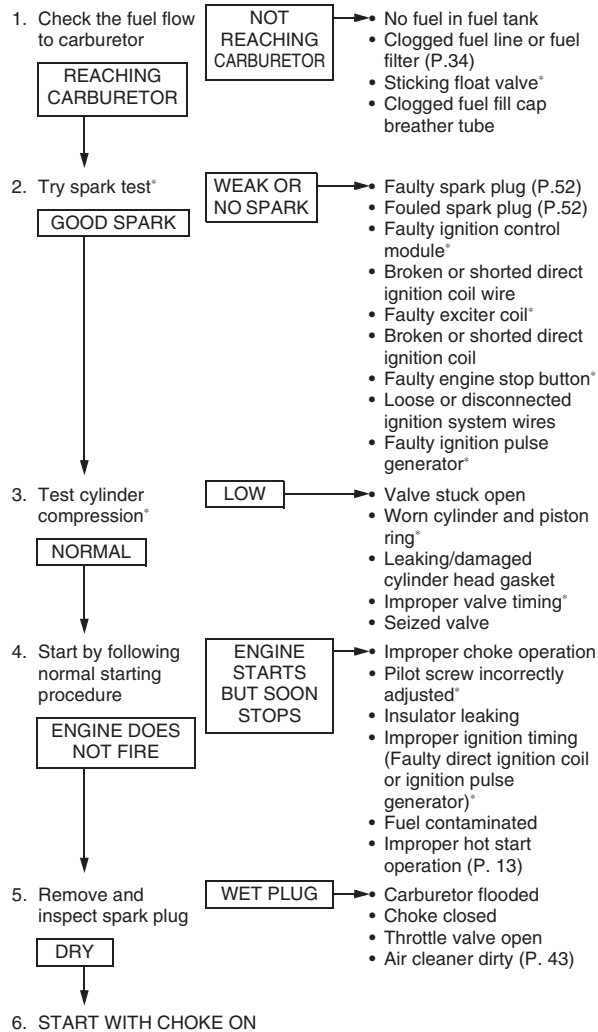 1. Check the fuel flow
to carburetor
REACHING
CARBURETOR
NOT
REACHING
CARBURETOR
• No fuel in fuel tank
• Clogged fuel line or fuel
filter (P.34)
• Sticking float valve*
• Clogged fuel fill cap
breather tube
2. Try spark test*
GOOD SPARK
WEAK OR
NO SPARK
• Faulty spark plug (P.52)
• Fouled spark plug (P.52)
• Faulty ignition control
module*
• Broken or shorted direct
ignition coil wire
• Faulty exciter coil*
• Broken or shorted direct
ignition coil
• Faulty engine stop button*
• Loose or disconnected
ignition system wires
• Faulty ignition pulse
generator*
3. Test cylinder
compression*
NORMAL
LOW
• Valve stuck open
• Worn cylinder and piston
ring*
• Leaking/damaged
cylinder head gasket
• Improper valve timing*
• Seized valve
4. Start by following
normal starting
procedure
ENGINE DOES
NOT FIRE
ENGINE
STARTS
BUT SOON
STOPS
• Improper choke operation
• Pilot screw incorrectly
adjusted*
• Insulator leaking
• Improper ignition timing
(Faulty direct ignition coil
or ignition pulse
generator)*
• Fuel contaminated
• Improper hot start
operation (P. 13)
5. Remove and
inspect spark plug
DRY
WET PLUG
• Carburetor flooded
• Choke closed
• Throttle valve open
• Air cleaner dirty (P. 43)
6. START WITH CHOKE ON